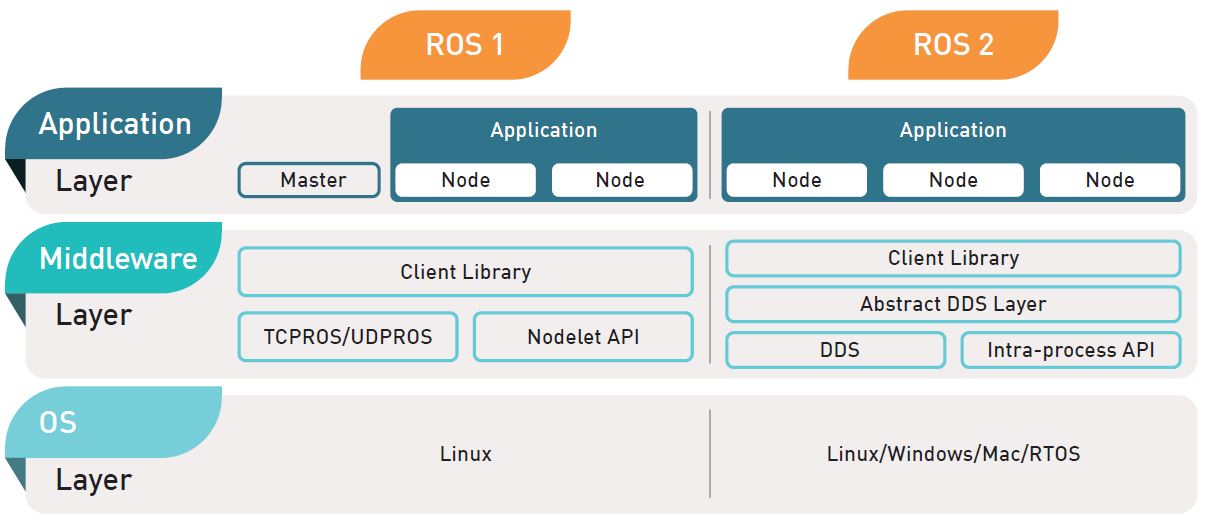 ROS 1
ROS 2
Application
Layer
Application
Master
Node
Node
Application
Node
Node
Node
Middleware
Layer
Client Library
TCPROS/UDPROS
Nodelet API
Client Library
Abstract DDS Layer
DDS
Intra-process API
OS
Layer
Linux
Linux/Windows/Mac/RTOS